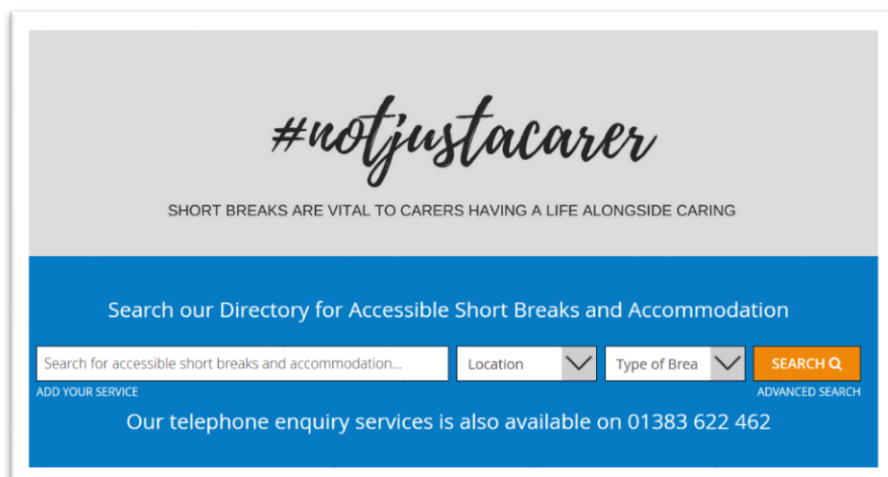 #notjustacarer
SHORT BREAKS ARE VITAL TO CARERS HAVING A LIFE ALONGSIDE CARING
Search our Directory for Accessible Short Breaks and Accommodation
Search for accessible short breaks and accommodation... Location Type of Brea SEARCH
ADD YOUR SERVICE ADVANCED SEARCH
Our telephone enquiry services is also available on 01383 622 462